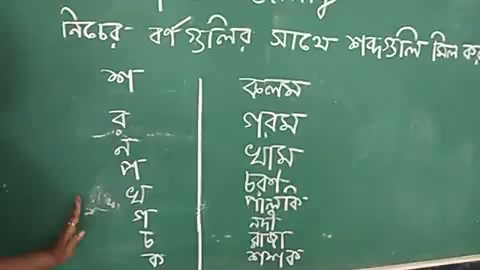 নিচের বর্ণগুলির সাথে শব্দগুলি মিল কর
শ কলম
র গরম
ন খাম
প চরণ
খ পালকি
গ নদী
চ রাজা
ক শশক